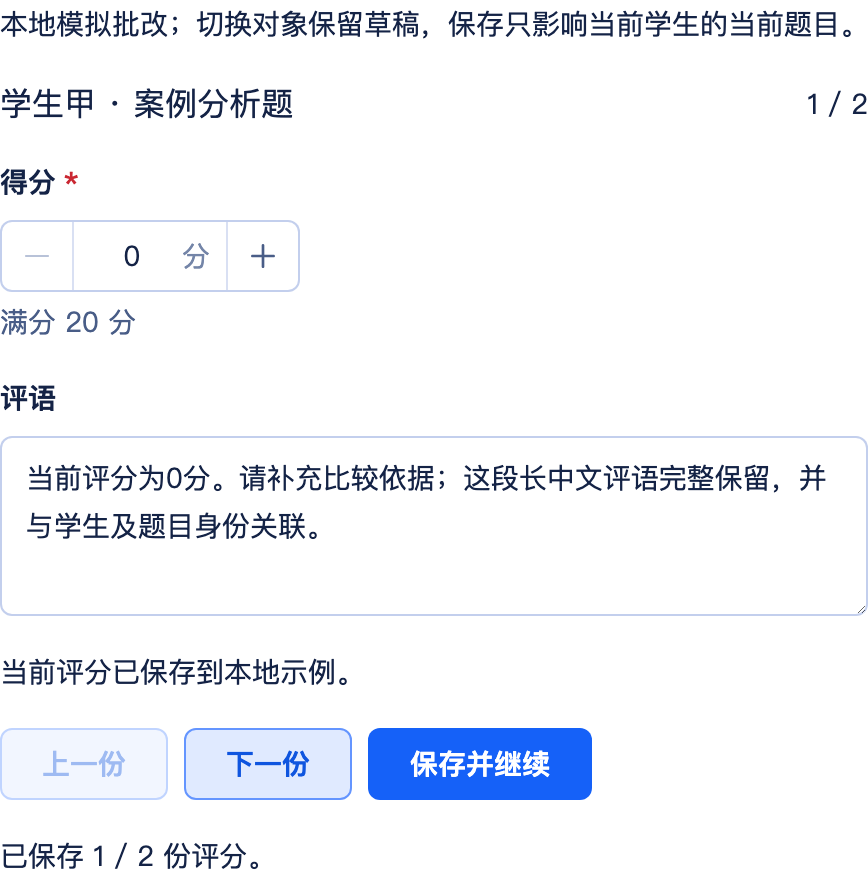 本地模拟批改；切换对象保留草稿，保存只影响当前学生的当前题目。
学生甲 · 案例分析题 1 / 2
得分 *
— 0 分 +
满分 20 分
评语
当前评分为0分。请补充比较依据；这段长中文评语完整保留，并
与学生及题目身份关联。
当前评分已保存到本地示例。
上一份 下一份 保存并继续
已保存 1 / 2 份评分。